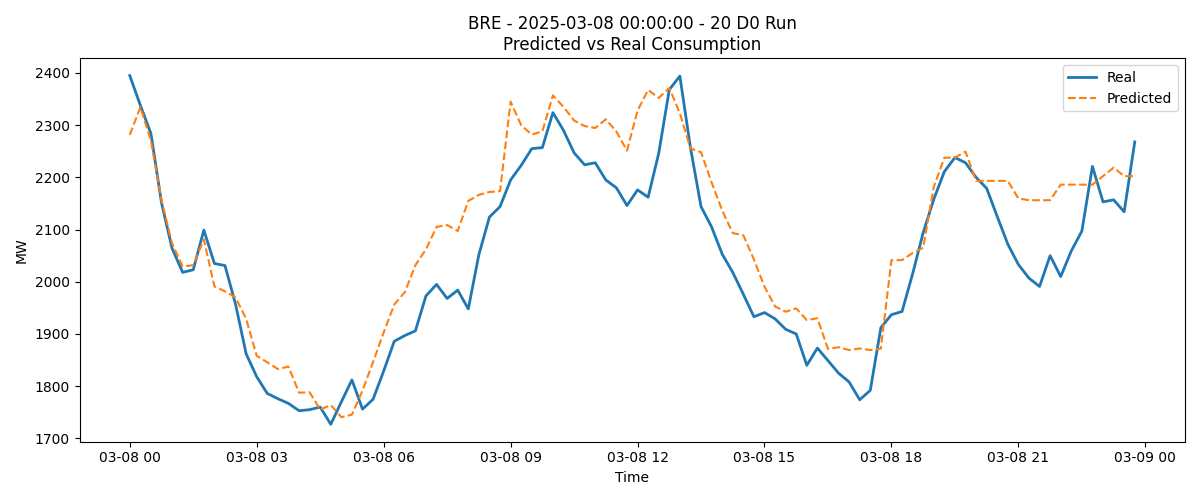 BRE - 2025-03-08 00:00:00 - 20 D0 Run
Predicted vs Real Consumption
Real
Predicted
MW
2400
2300
2200
2100
2000
1900
1800
1700
03-08 00
03-08 03
03-08 06
03-08 09
03-08 12
03-08 15
03-08 18
03-08 21
03-09 00
Time